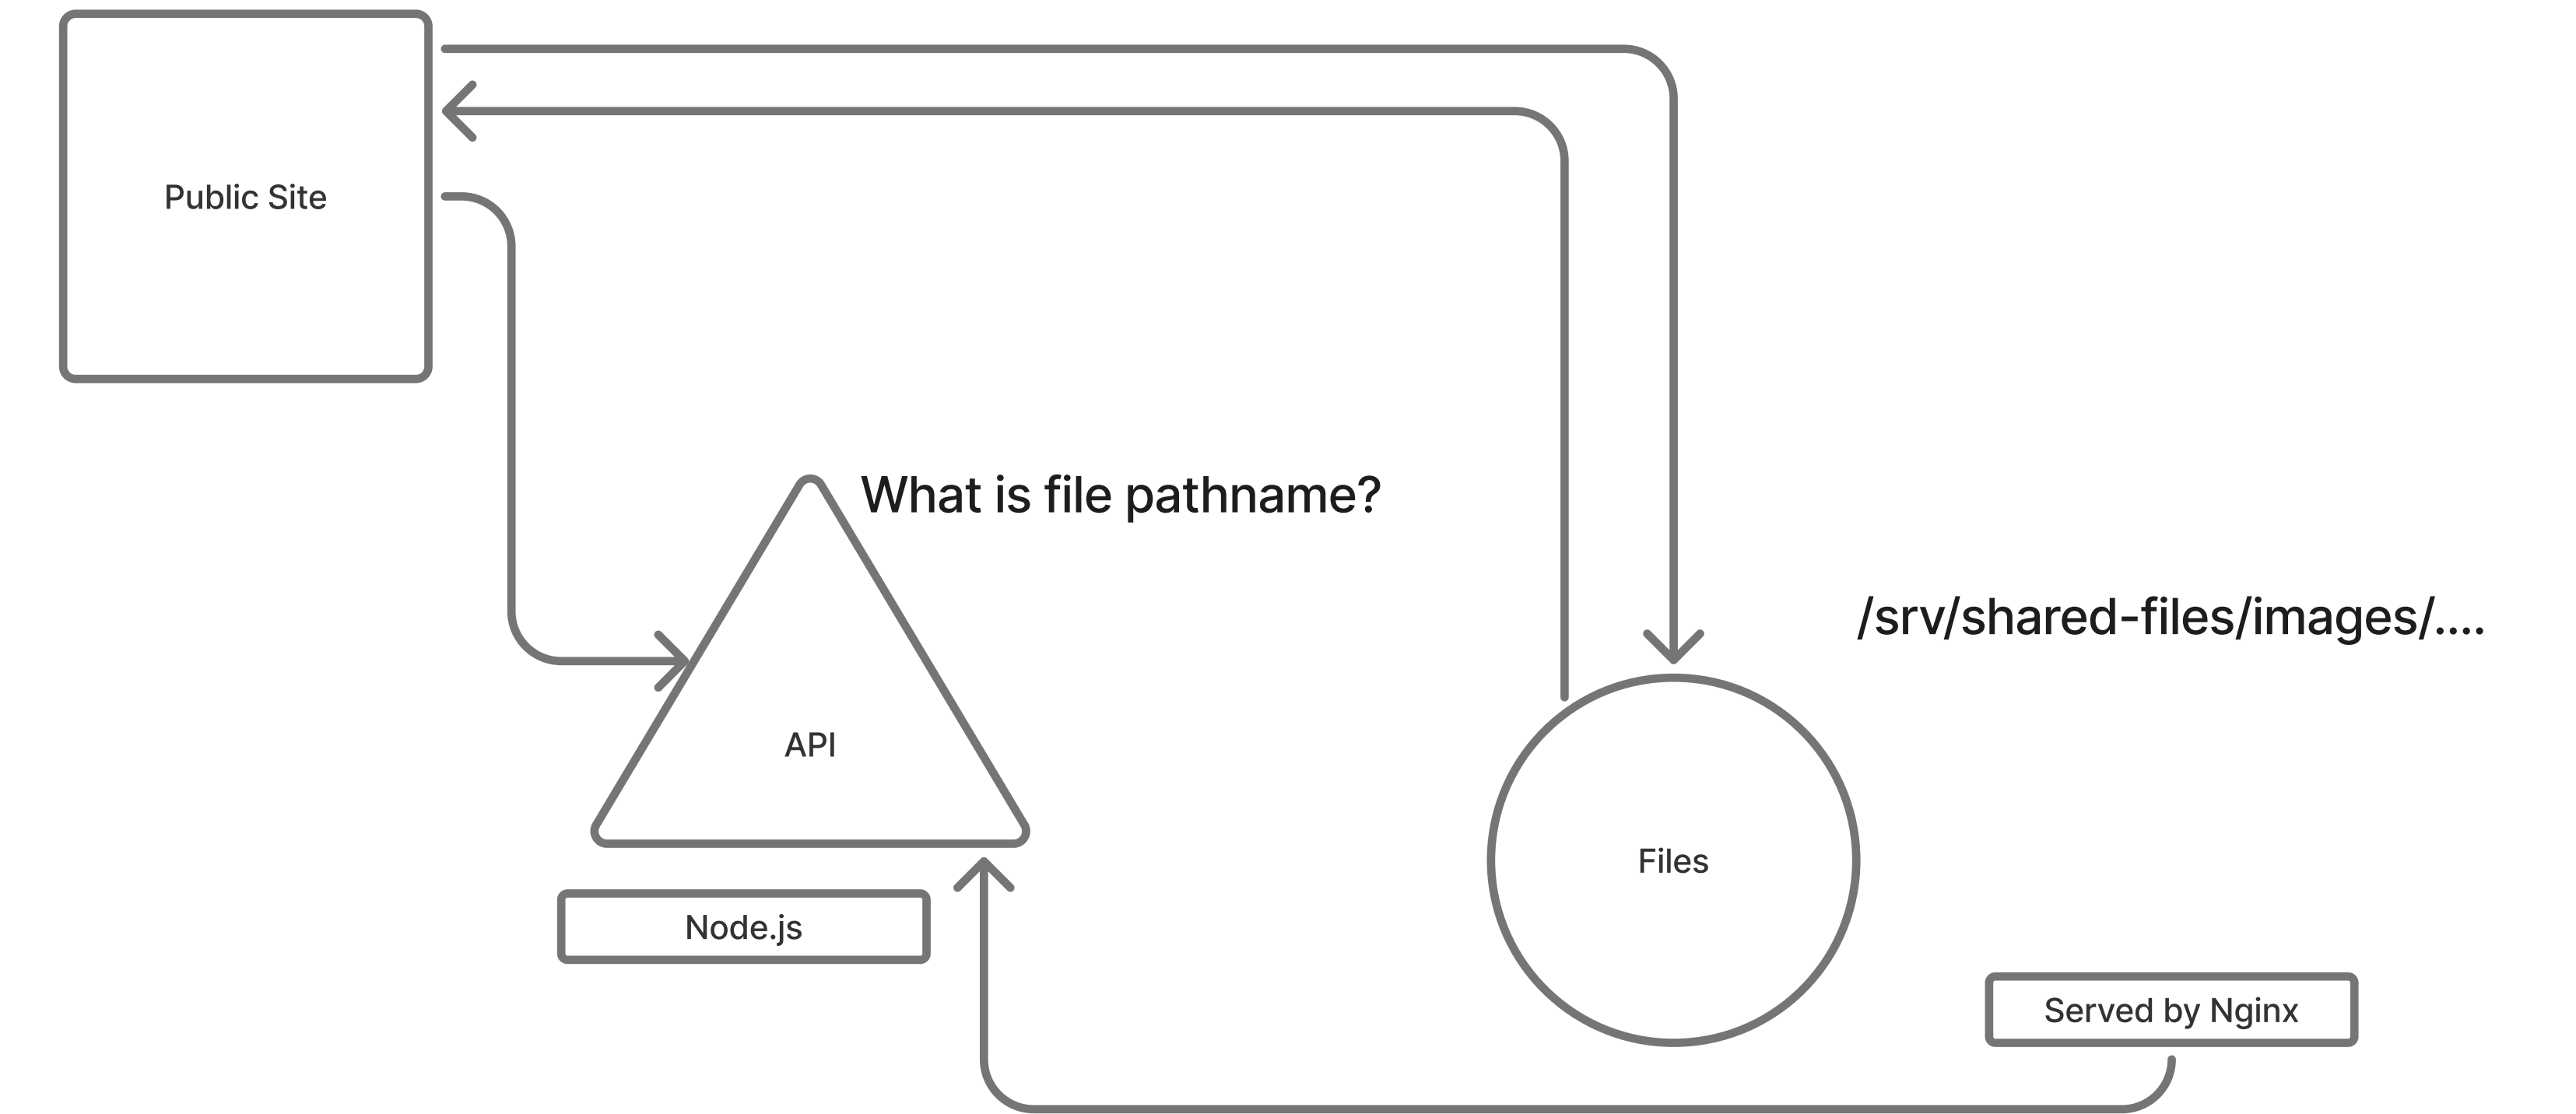 Public Site
What is file pathname?
/srv/shared-files/images/....
API
Files
Node.js
Served by Nginx